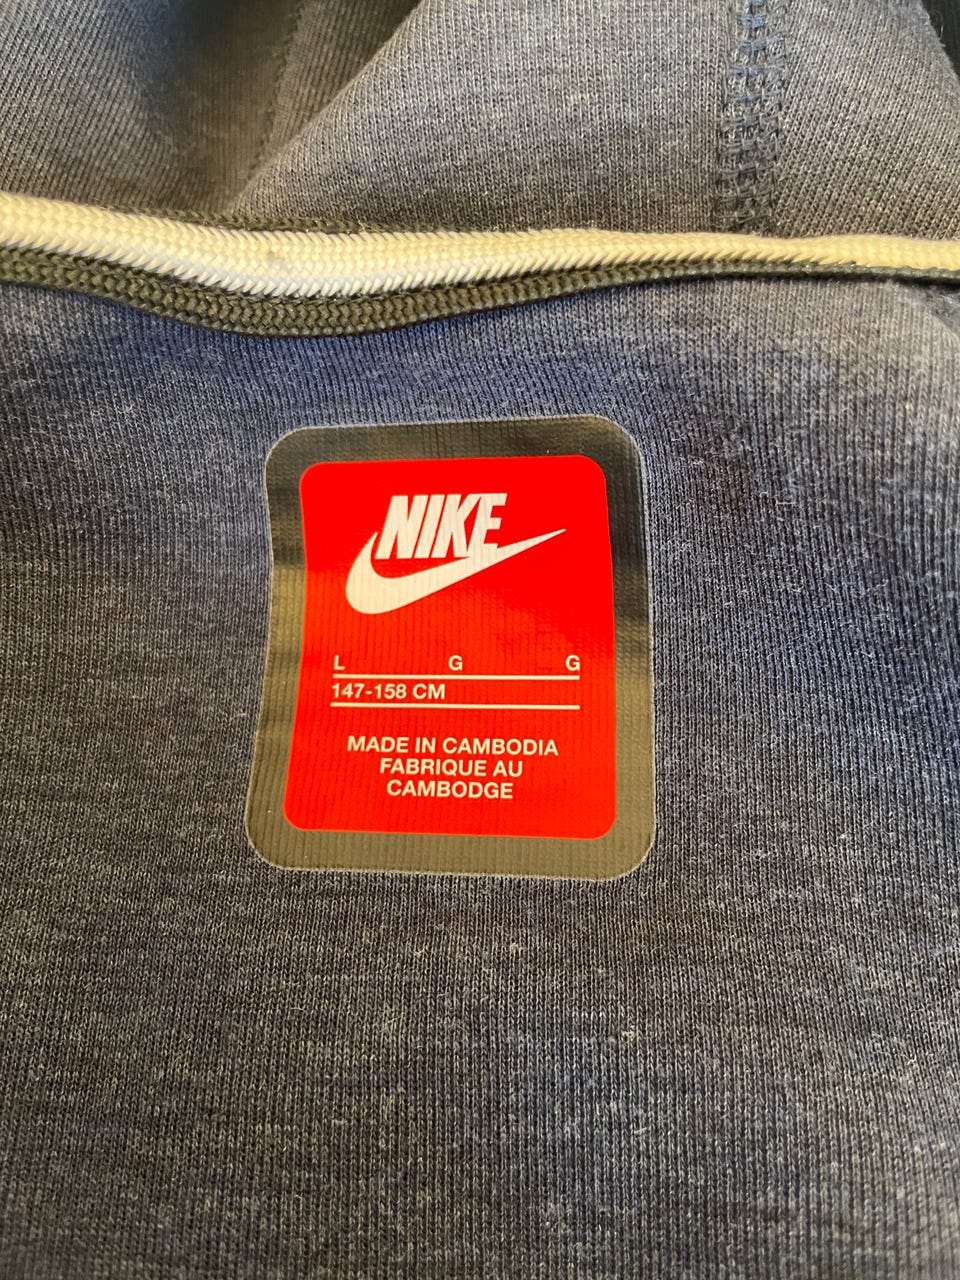 NIKE
L G G
147-158 CM
MADE IN CAMBODIA
FABRIQUE AU
CAMBODGE